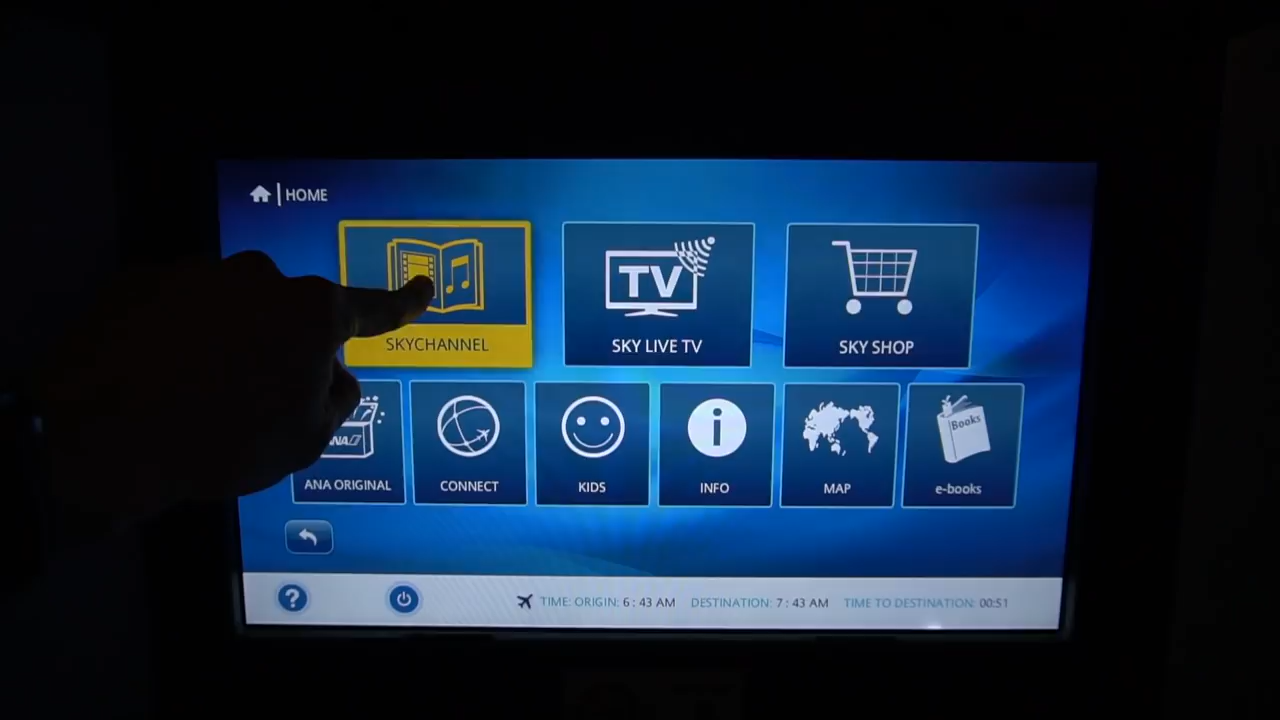 HOME
SKYCHANNEL
TV
SKY LIVE TV
SKY SHOP
ANA
ANA ORIGINAL
CONNECT
KIDS
i
INFO
MAP
Books
e-books
?
TIME: ORIGIN: 6 : 43 AM DESTINATION: 7 : 43 AM TIME TO DESTINATION: 00:51